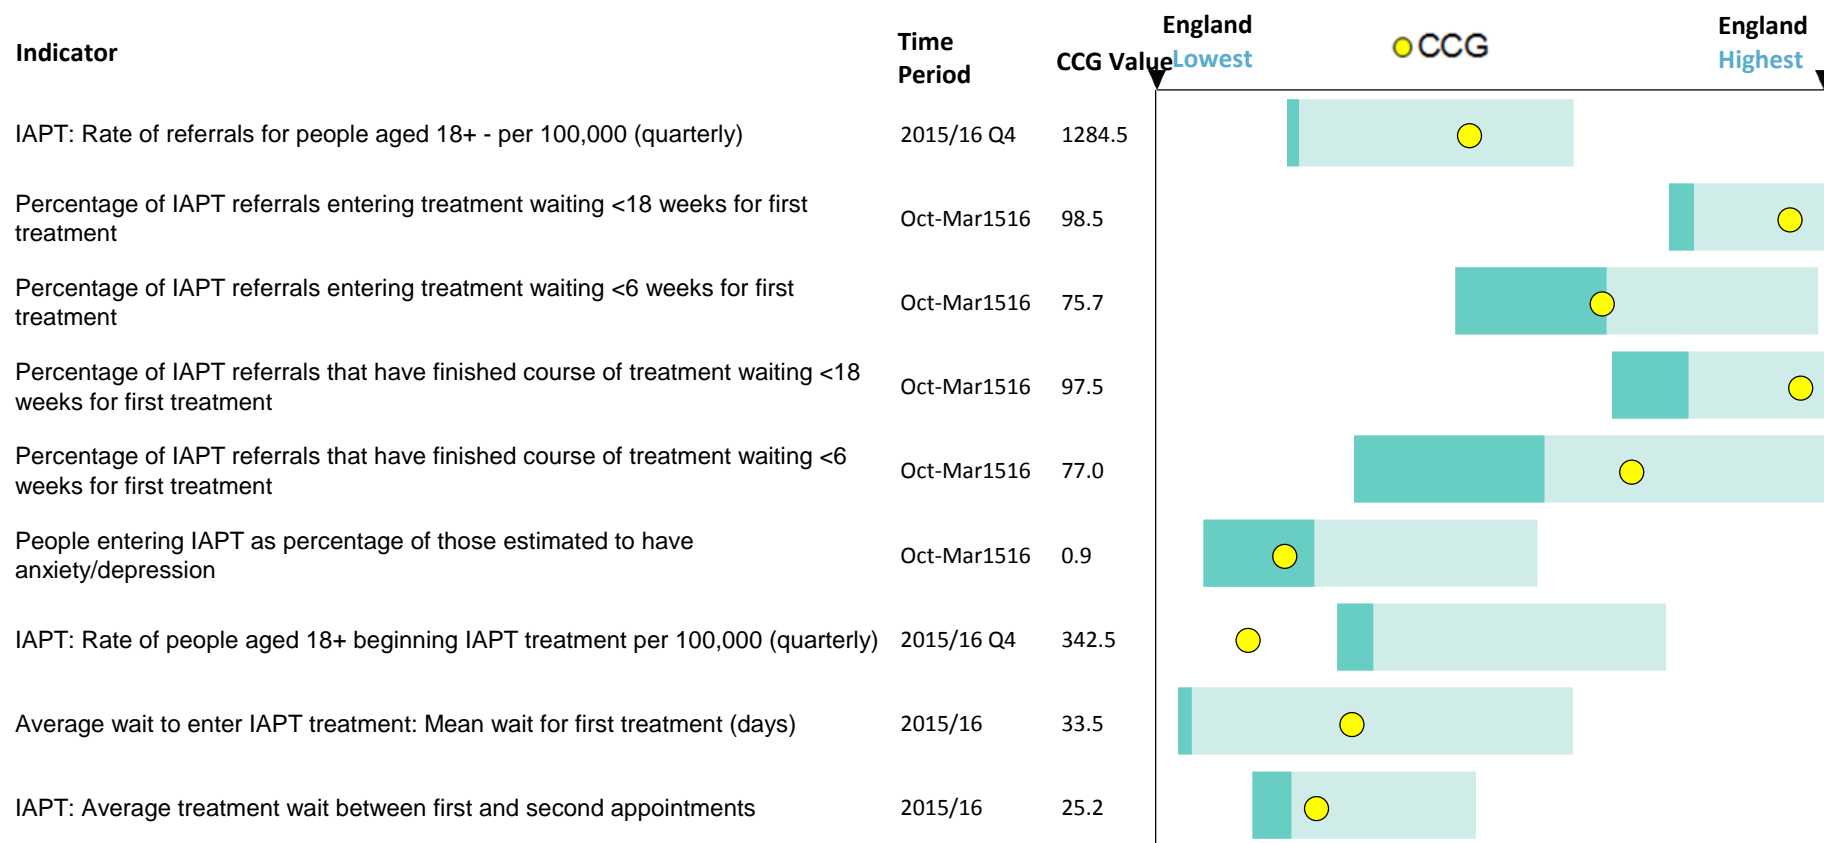 Indicator
Time
Period
CCG Value
England
Lowest
CCG
England
Highest
IAPT: Rate of referrals for people aged 18+ - per 100,000 (quarterly) 2015/16 Q4 1284.5
Percentage of IAPT referrals entering treatment waiting <18 weeks for first
treatment
Oct-Mar1516 98.5
Percentage of IAPT referrals entering treatment waiting <6 weeks for first
treatment
Oct-Mar1516 75.7
Percentage of IAPT referrals that have finished course of treatment waiting <18
weeks for first treatment
Oct-Mar1516 97.5
Percentage of IAPT referrals that have finished course of treatment waiting <6
weeks for first treatment
Oct-Mar1516 77.0
People entering IAPT as percentage of those estimated to have
anxiety/depression
Oct-Mar1516 0.9
IAPT: Rate of people aged 18+ beginning IAPT treatment per 100,000 (quarterly) 2015/16 Q4 342.5
Average wait to enter IAPT treatment: Mean wait for first treatment (days) 2015/16 33.5
IAPT: Average treatment wait between first and second appointments 2015/16 25.2